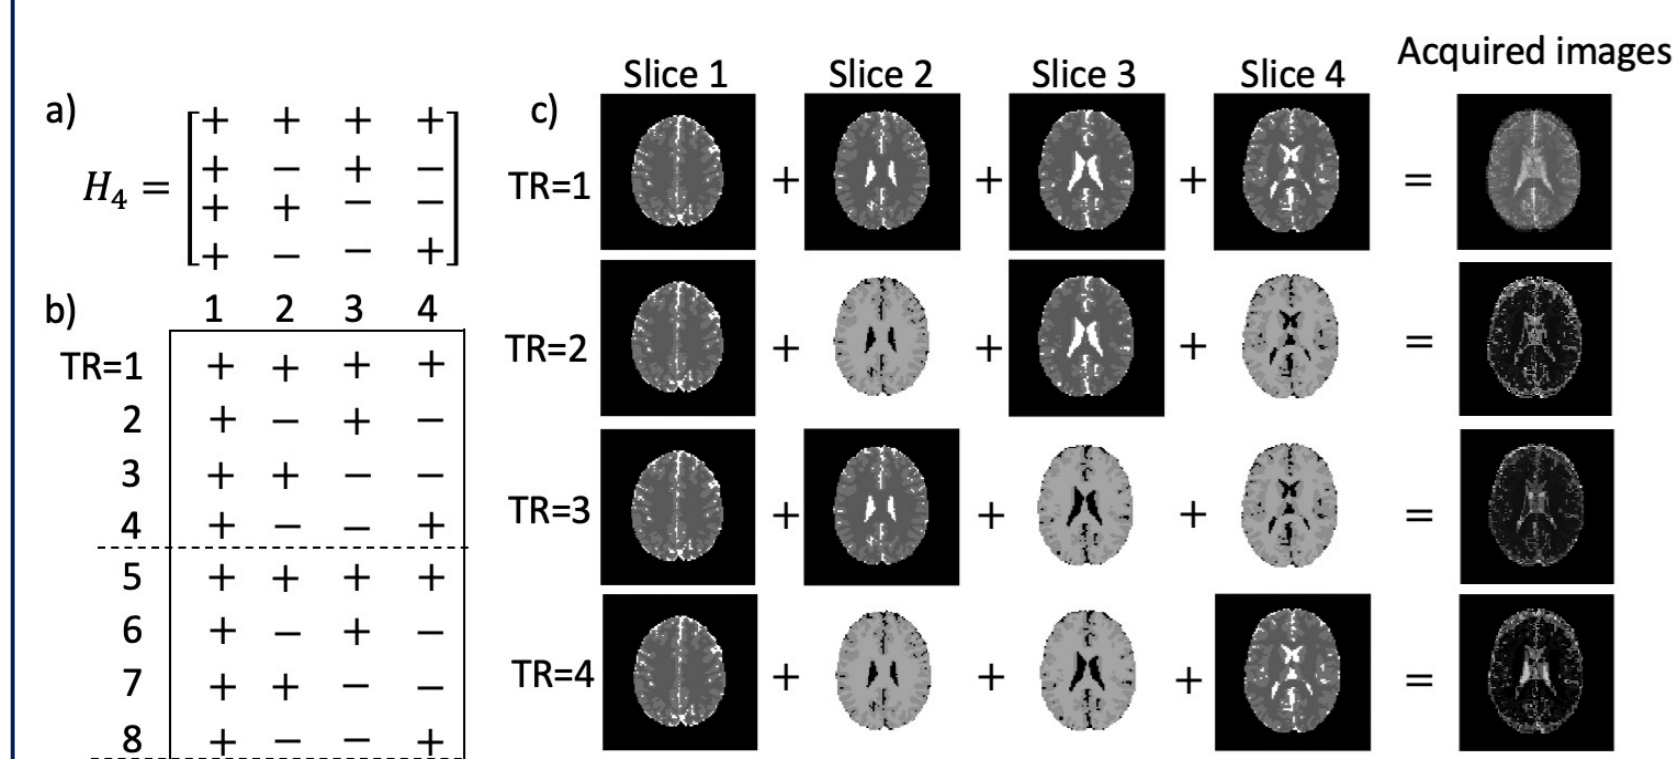 a)
H₄ =
[+ + + +
+ − + −
+ + − −
+ − − +]
b)
1 2 3 4
TR=1 + + + +
2 + − + −
3 + + − −
4 + − − +
5 + + + +
6 + − + −
7 + + − −
8 + − − +
c)
Slice 1 Slice 2 Slice 3 Slice 4 Acquired images
TR=1 + + + =
TR=2 + + + =
TR=3 + + + =
TR=4 + + + =